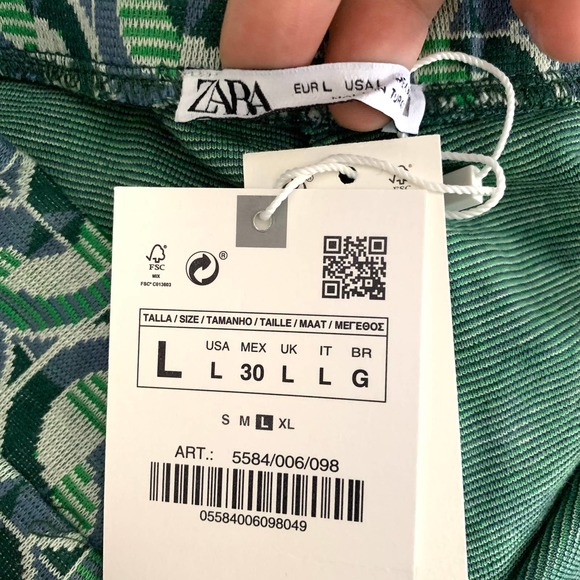 ZARA
EUR L USA
FSC
FSC
MIX
FSC® C013603
®
TALLA / SIZE / TAMANHO / TAILLE / MAAT / ΜΕΓΕΘΟΣ
L
USA MEX UK IT BR
L 30 L L G
S M L XL
ART.: 5584/006/098
05584006098049